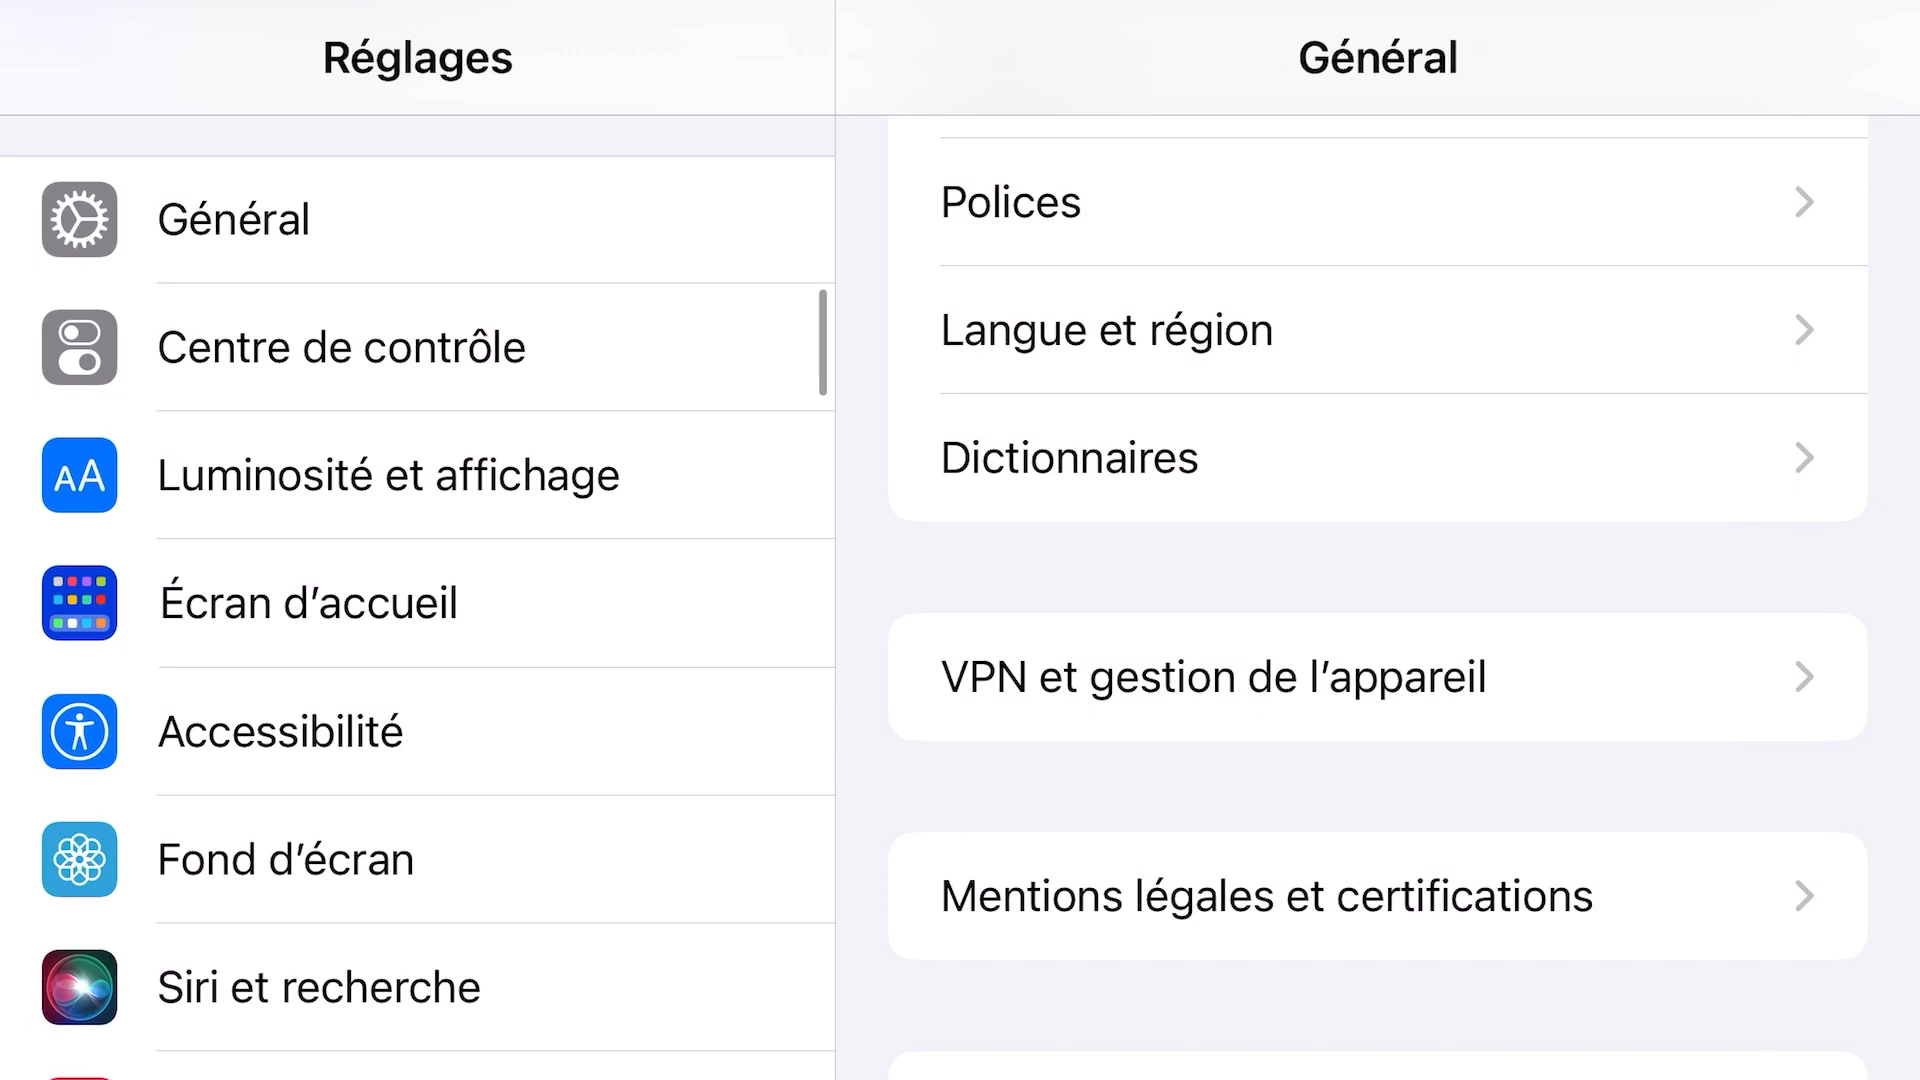 Réglages
Général
Centre de contrôle
AA
Luminosité et affichage
Écran d’accueil
Accessibilité
Fond d’écran
Siri et recherche
Général
Polices
Langue et région
Dictionnaires
VPN et gestion de l’appareil
Mentions légales et certifications